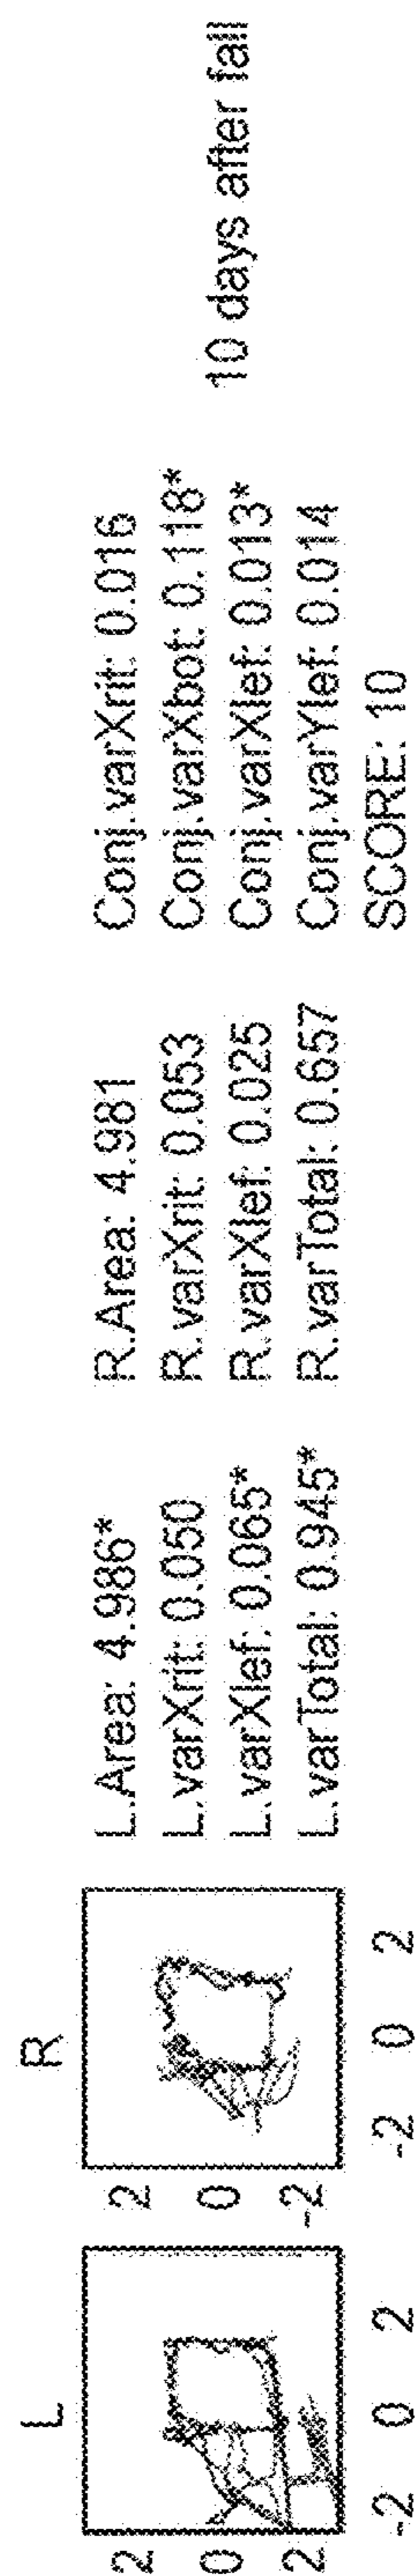 L
2
0
-2
-2 0 2
R
2
0
-2
-2 0 2
L.Area: 4.986*
L.varXrit: 0.050
L.varXlef: 0.065*
L.varTotal: 0.945*
R.Area: 4.981
R.varXrit: 0.053
R.varXlef: 0.025
R.varTotal: 0.657
Conj.varXrit: 0.016
Conj.varXbot: 0.118*
Conj.varXlef: 0.013*
Conj.varYlef: 0.014
SCORE: 10
10 days after fall